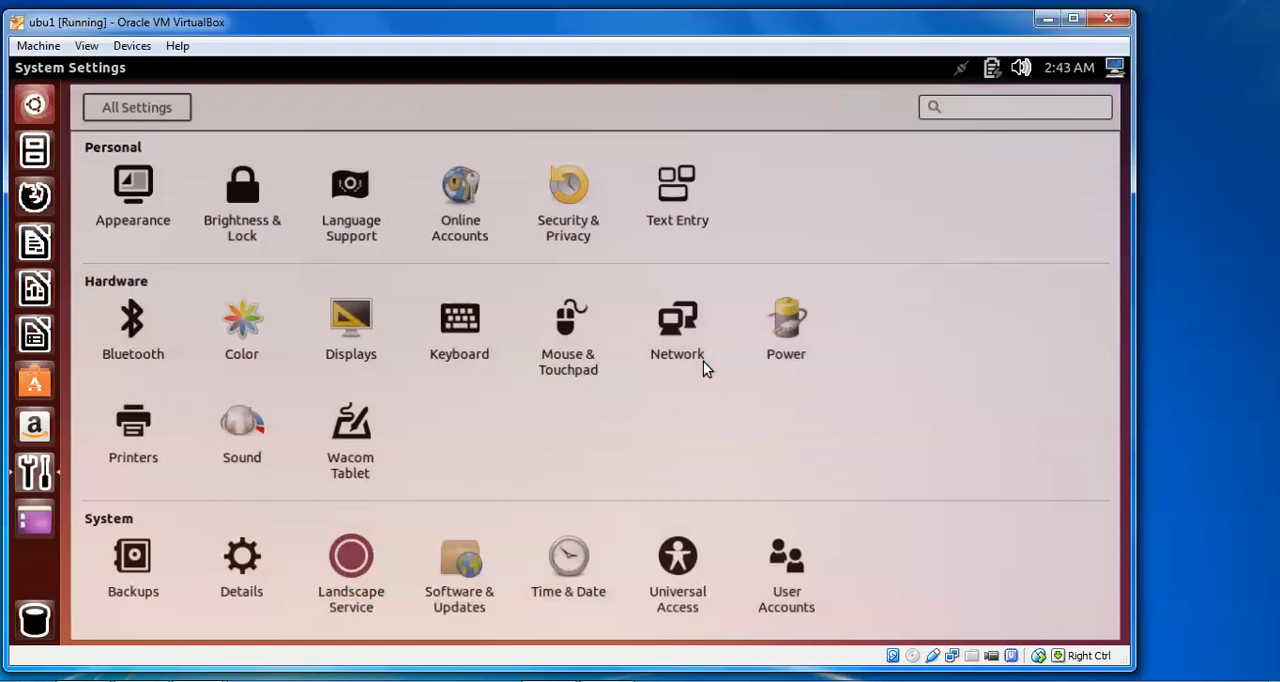 ubu1 [Running] - Oracle VM VirtualBox
Machine View Devices Help
System Settings
2:43 AM
All Settings
Personal
Appearance
Brightness & Lock
Language Support
Online Accounts
Security & Privacy
Text Entry
Hardware
Bluetooth
Color
Displays
Keyboard
Mouse & Touchpad
Network
Power
Printers
Sound
Wacom Tablet
System
Backups
Details
Landscape Service
Software & Updates
Time & Date
Universal Access
User Accounts
Right Ctrl